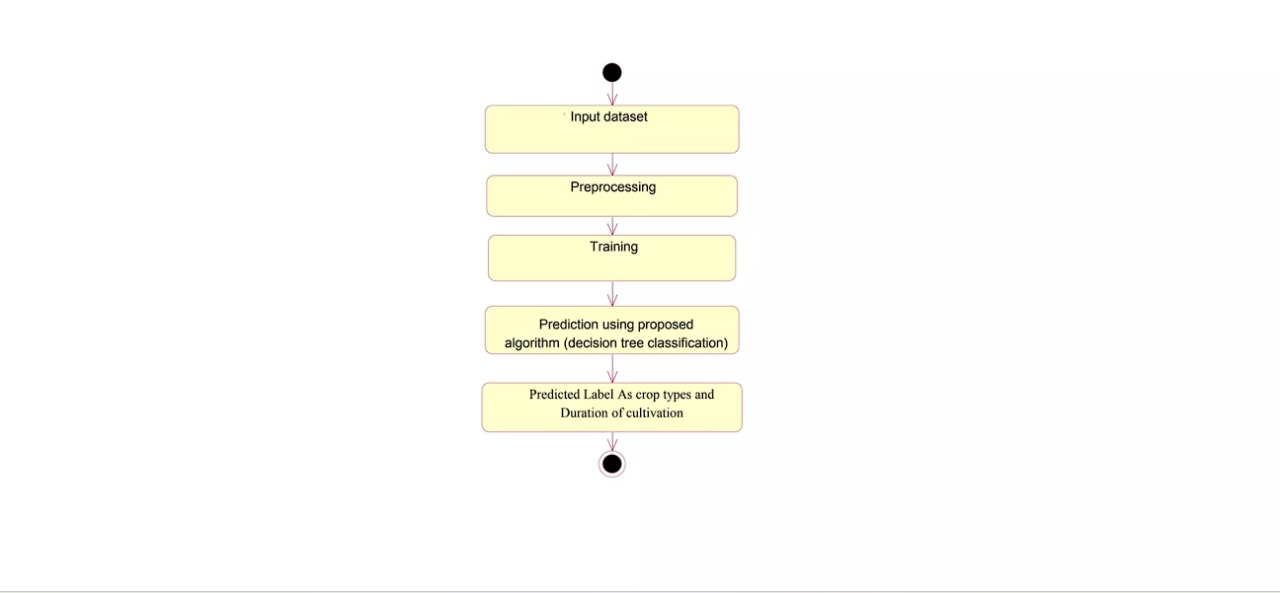 Input dataset
Preprocessing
Training
Prediction using proposed
algorithm (decision tree classification)
Predicted Label As crop types and
Duration of cultivation